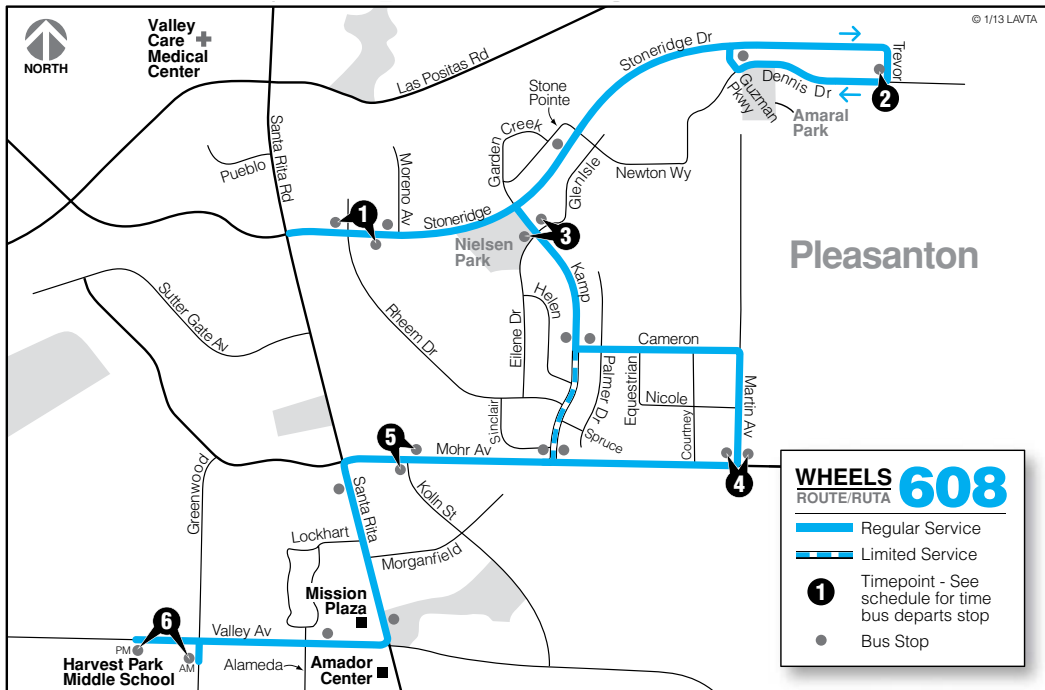 © 1/13 LAVTA
NORTH
Valley
Care
Medical
Center
Las Positas Rd
Stoneridge Dr
Trevor
Stone
Pointe
Guzman
Pkwy
Dennis Dr
2
Amaral
Park
Santa Rita Rd
Pueblo
Moreno Av
Garden Creek
GlenIsle
Newton Wy
1
Stoneridge
Nielsen
Park
3
Pleasanton
Kamp
Sutter Gate Av
Rheem Dr
Eilene Dr
Helen
Cameron
Palmer Dr
Equestrian
Nicole
Courtney
Martin Av
Sinclair
Spruce
5
Mohr Av
4
Greenwood
Santa Rita
Kolln St
Lockhart
Morganfield
Mission
Plaza
6
Valley Av
PM
AM
Harvest Park
Middle School
Alameda
Amador
Center
WHEELS
ROUTE/RUTA
608
Regular Service
Limited Service
1
Timepoint - See
schedule for time
bus departs stop
Bus Stop